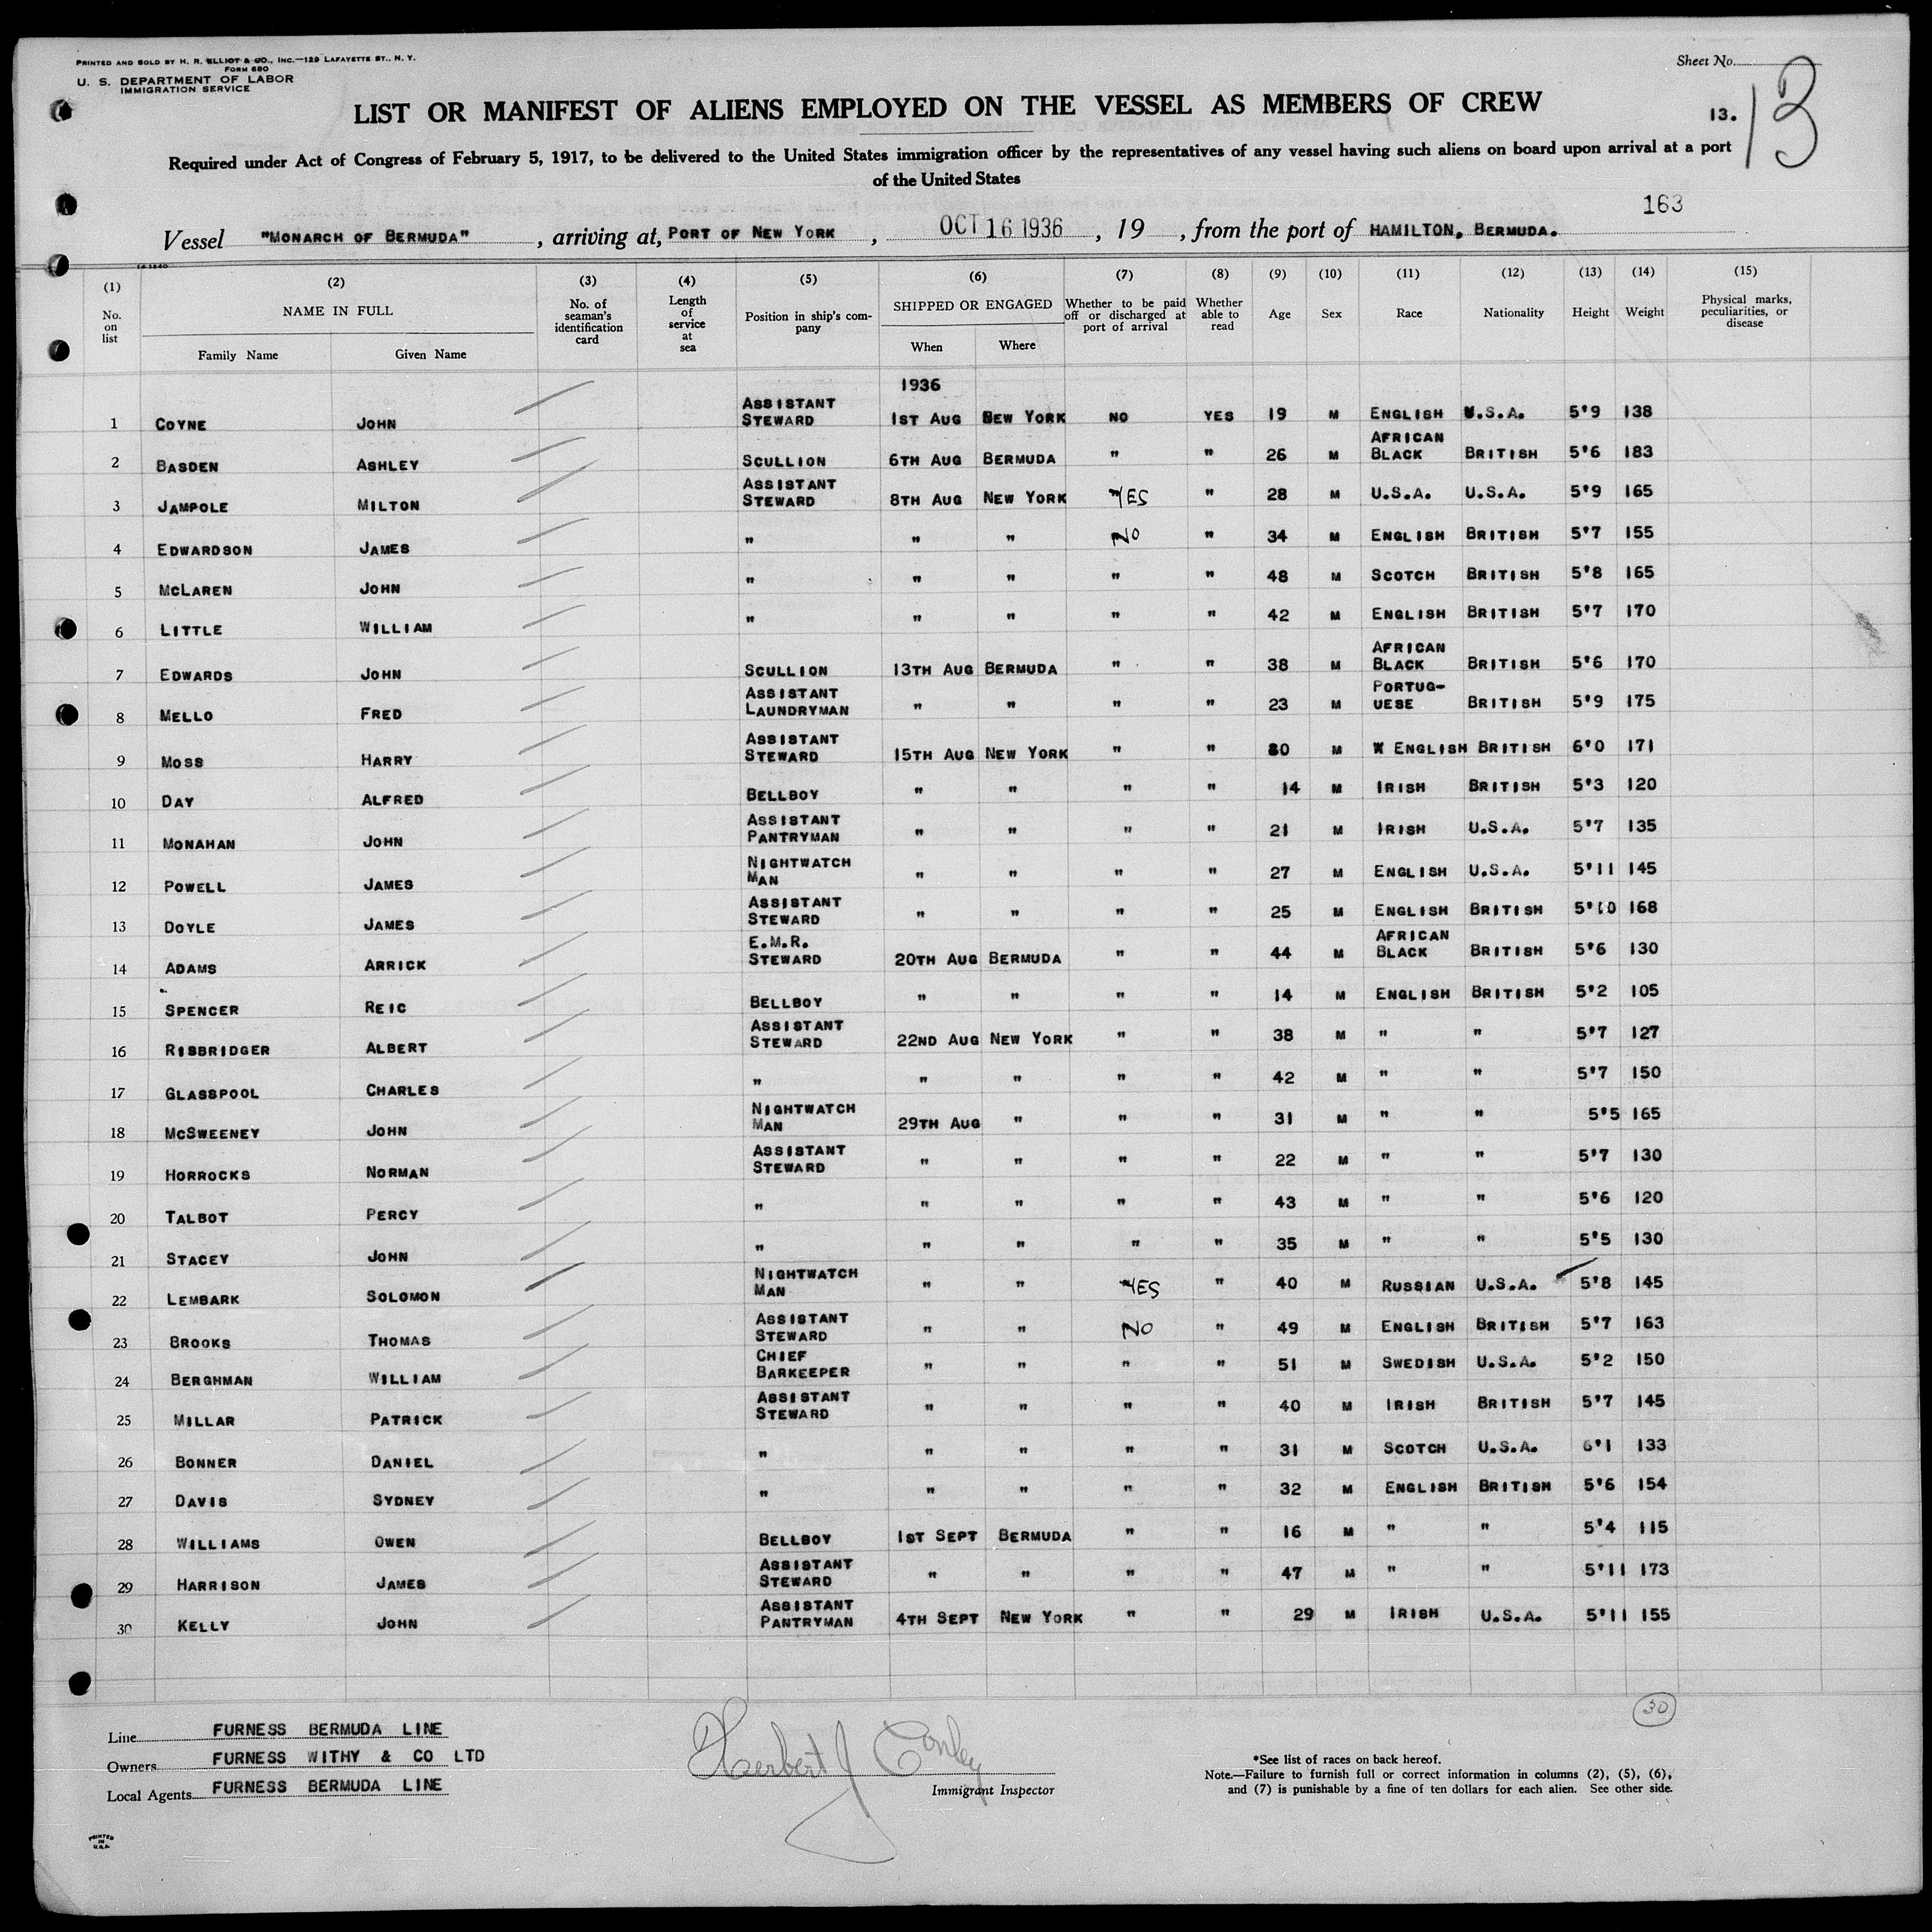 PRINTED AND SOLD BY H. R. ELLIOT & CO., INC.—129 LAFAYETTE ST., N. Y.
FORM 680
U. S. DEPARTMENT OF LABOR
IMMIGRATION SERVICE
Sheet No.
LIST OR MANIFEST OF ALIENS EMPLOYED ON THE VESSEL AS MEMBERS OF CREW
13. 13
Required under Act of Congress of February 5, 1917, to be delivered to the United States immigration officer by the representatives of any vessel having such aliens on board upon arrival at a port
of the United States
163
Vessel "MONARCH OF BERMUDA", arriving at, PORT OF NEW YORK, OCT 16 1936, 19 , from the port of HAMILTON, BERMUDA.
(1) No. on list
(2) NAME IN FULL Family Name Given Name
(3) No. of seaman's identification card
(4) Length of service at sea
(5) Position in ship's company
(6) SHIPPED OR ENGAGED When Where
(7) Whether to be paid off or discharged at port of arrival
(8) Whether able to read
(9) Age
(10) Sex
(11) Race
(12) Nationality
(13) Height
(14) Weight
(15) Physical marks, peculiarities, or disease
1936
1 COYNE JOHN ASSISTANT STEWARD 1ST AUG NEW YORK NO YES 19 M ENGLISH U.S.A. 5'9 138
2 BASDEN ASHLEY SCULLION 6TH AUG BERMUDA " " 26 M AFRICAN BLACK BRITISH 5'6 183
3 JAMPOLE MILTON ASSISTANT STEWARD 8TH AUG NEW YORK YES " 28 M U.S.A. U.S.A. 5'9 165
4 EDWARDSON JAMES " " " NO " 34 M ENGLISH BRITISH 5'7 155
5 MCLAREN JOHN " " " " " 48 M SCOTCH BRITISH 5'8 165
6 LITTLE WILLIAM " " " " " 42 M ENGLISH BRITISH 5'7 170
7 EDWARDS JOHN SCULLION 13TH AUG BERMUDA " " 38 M AFRICAN BLACK BRITISH 5'6 170
8 MELLO FRED ASSISTANT LAUNDRYMAN " " " " 23 M PORTUG-UESE BRITISH 5'9 175
9 MOSS HARRY ASSISTANT STEWARD 15TH AUG NEW YORK " " M ENGLISH BRITISH 6'0 171
10 DAY ALFRED BELLBOY " " " " 14 M IRISH BRITISH 5'3 120
11 MONAHAN JOHN ASSISTANT PANTRYMAN " " " " 21 M IRISH U.S.A. 5'7 135
12 POWELL JAMES NIGHTWATCH MAN " " " " 27 M ENGLISH U.S.A. 5'11 145
13 DOYLE JAMES ASSISTANT STEWARD " " " " 25 M ENGLISH BRITISH 5'10 168
14 ADAMS ARRICK E.M.R. STEWARD 20TH AUG BERMUDA " " 44 M AFRICAN BLACK BRITISH 5'6 130
15 SPENCER REIC BELLBOY " " " " 14 M ENGLISH BRITISH 5'2 105
16 RISBRIDGER ALBERT ASSISTANT STEWARD 22ND AUG NEW YORK " " 38 M " " 5'7 127
17 GLASSPOOL CHARLES " " " " " 42 M " " 5'7 150
18 MCSWEENEY JOHN NIGHTWATCH MAN 29TH AUG " " " 31 M " " 5'5 165
19 HORROCKS NORMAN ASSISTANT STEWARD " " " " 22 M " " 5'7 130
20 TALBOT PERCY " " " " " 43 M " " 5'6 120
21 STACEY JOHN " " " " " 35 M " " 5'5 130
22 LEMBARK SOLOMON NIGHTWATCH MAN " " YES " 40 M RUSSIAN U.S.A. 5'8 145
23 BROOKS THOMAS ASSISTANT STEWARD " " NO " 49 M ENGLISH BRITISH 5'7 163
24 BERGHMAN WILLIAM CHIEF BARKEEPER " " " " 51 M SWEDISH U.S.A. 5'2 150
25 MILLAR PATRICK ASSISTANT STEWARD " " " " 40 M IRISH BRITISH 5'7 145
26 BONNER DANIEL " " " " " 31 M SCOTCH U.S.A. 6'1 133
27 DAVIS SYDNEY " " " " " 32 M ENGLISH BRITISH 5'6 154
28 WILLIAMS OWEN BELLBOY 1ST SEPT BERMUDA " " 16 M " " 5'4 115
29 HARRISON JAMES ASSISTANT STEWARD " " " " 47 M " " 5'11 173
30 KELLY JOHN ASSISTANT PANTRYMAN 4TH SEPT NEW YORK " " 29 M IRISH U.S.A. 5'11 155
30
Line FURNESS BERMUDA LINE
Owners FURNESS WITHY & CO LTD
Local Agents FURNESS BERMUDA LINE
Herbert J Conley
Immigrant Inspector
*See list of races on back hereof.
Note.—Failure to furnish full or correct information in columns (2), (5), (6),
and (7) is punishable by a fine of ten dollars for each alien. See other side.
PRINTED
IN
U.S.A.